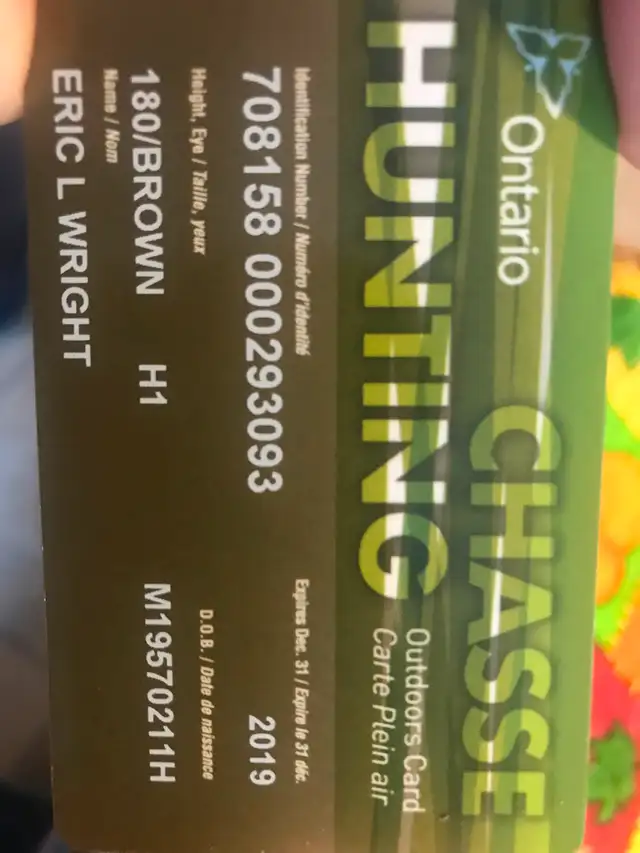 Ontario
CHASSE
HUNTING
Outdoors Card
Carte Plein air
Identification Number / Numéro d'identité
Expires Dec. 31 / Expire le 31 déc.
708158 000293093
2019
Height, Eye / Taille, yeux
D.O.B. / Date de naissance
180/BROWN H1 M19570211H
Name / Nom
ERIC L WRIGHT